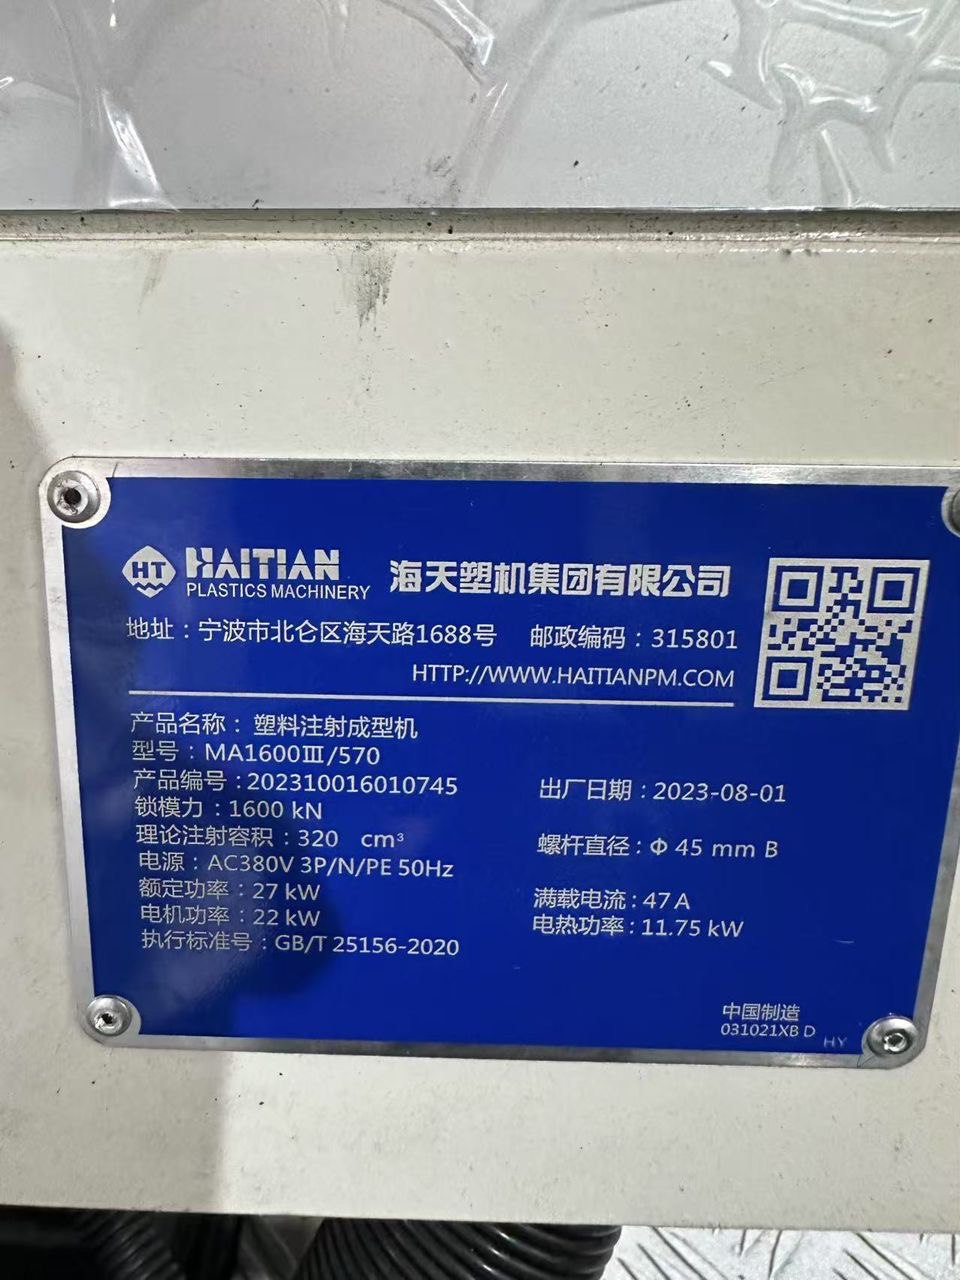 HT HAITIAN 海天塑机集团有限公司
PLASTICS MACHINERY
地址：宁波市北仑区海天路1688号 邮政编码：315801
HTTP://WWW.HAITIANPM.COM
产品名称：塑料注射成型机
型号：MA1600Ⅲ/570
产品编号：202310016010745 出厂日期：2023-08-01
锁模力：1600 kN
理论注射容积：320 cm³ 螺杆直径：Φ 45 mm B
电源：AC380V 3P/N/PE 50Hz
额定功率：27 kW 满载电流：47 A
电机功率：22 kW 电热功率：11.75 kW
执行标准号：GB/T 25156-2020
中国制造
031021XB D HY